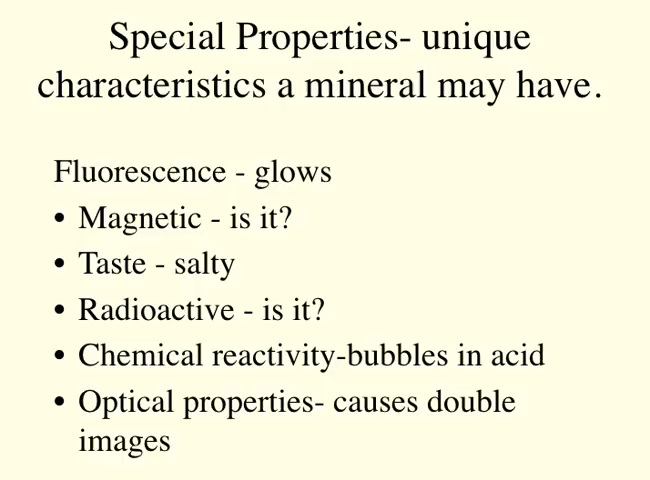 Special Properties- unique
characteristics a mineral may have.
Fluorescence - glows
• Magnetic - is it?
• Taste - salty
• Radioactive - is it?
• Chemical reactivity-bubbles in acid
• Optical properties- causes double
images